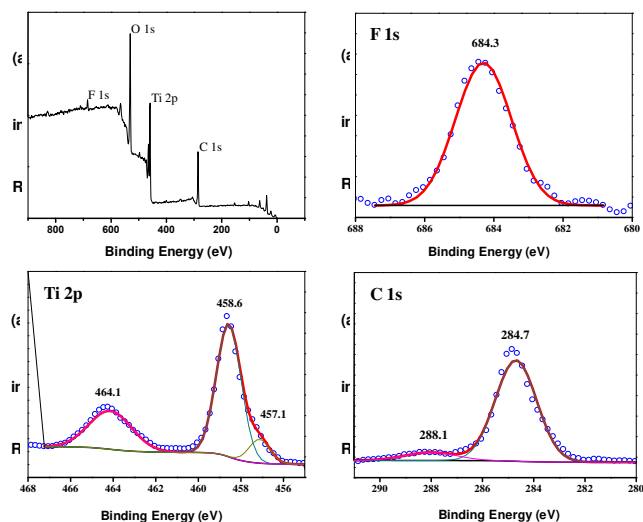 O 1s
F 1s
Ti 2p
C 1s
800 600 400 200 0
Binding Energy (eV)
F 1s
684.3
688 686 684 682 680
Binding Energy (eV)
Ti 2p
458.6
464.1
457.1
468 466 464 462 460 458 456
Binding Energy (eV)
C 1s
284.7
288.1
290 288 286 284 282 280
Binding Energy (eV)